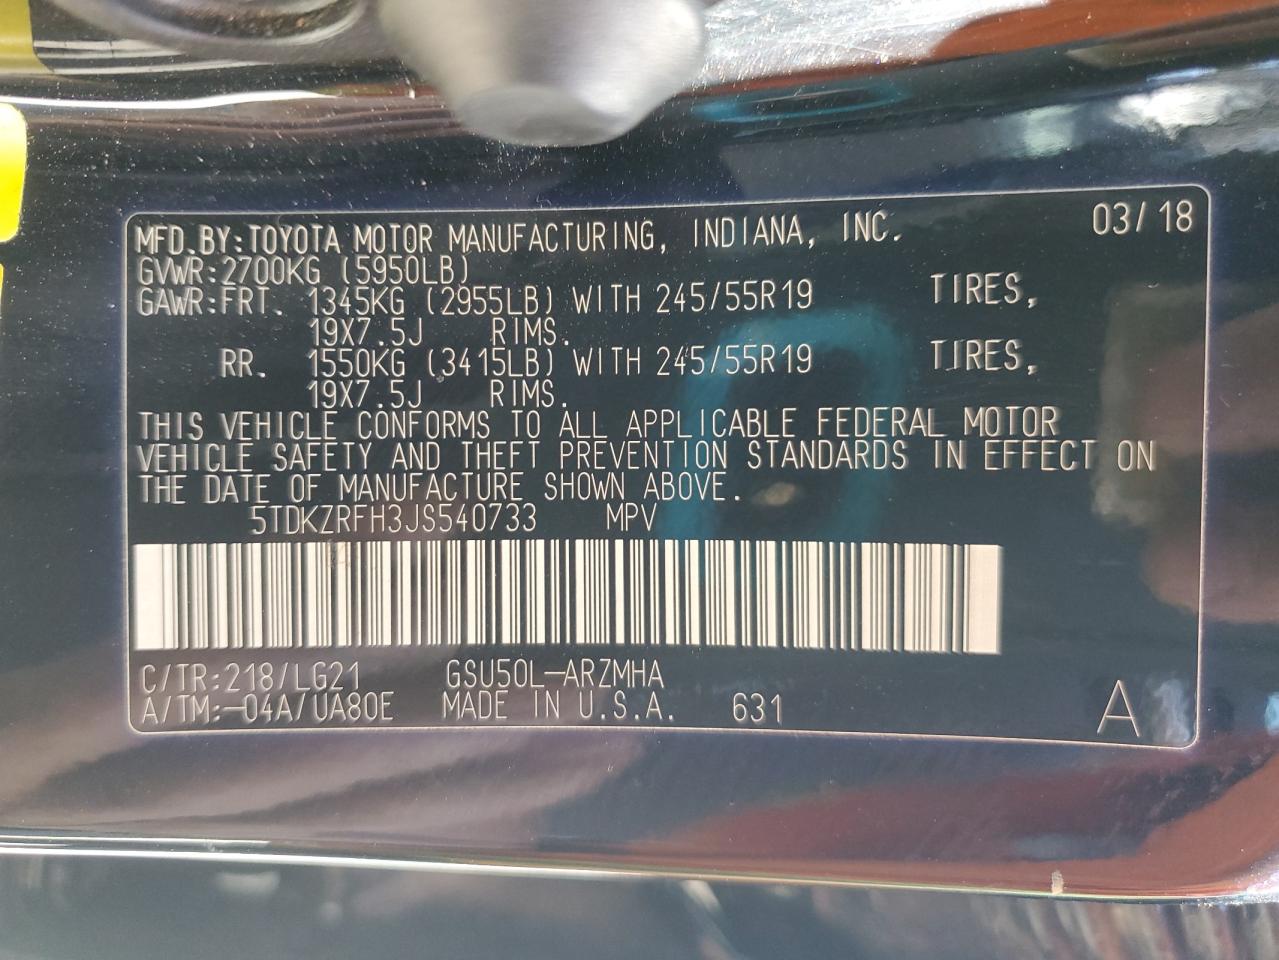 MFD.BY:TOYOTA MOTOR MANUFACTURING, INDIANA, INC. 03/18
GVWR:2700KG (5950LB)
GAWR:FRT. 1345KG (2955LB) WITH 245/55R19 TIRES,
19X7.5J RIMS.
RR. 1550KG (3415LB) WITH 245/55R19 TIRES,
19X7.5J RIMS.
THIS VEHICLE CONFORMS TO ALL APPLICABLE FEDERAL MOTOR
VEHICLE SAFETY AND THEFT PREVENTION STANDARDS IN EFFECT ON
THE DATE OF MANUFACTURE SHOWN ABOVE.
5TDKZRFH3JS540733 MPV
C/TR:218/LG21 GSU50L-ARZMHA
A/TM:-04A/UA80E MADE IN U.S.A. 631 A